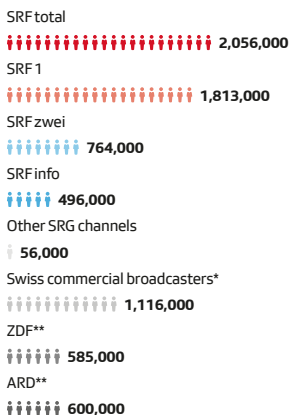 SRF total
2,056,000
SRF 1
1,813,000
SRF zwei
764,000
SRF info
496,000
Other SRG channels
56,000
Swiss commercial broadcasters*
1,116,000
ZDF**
585,000
ARD**
600,000